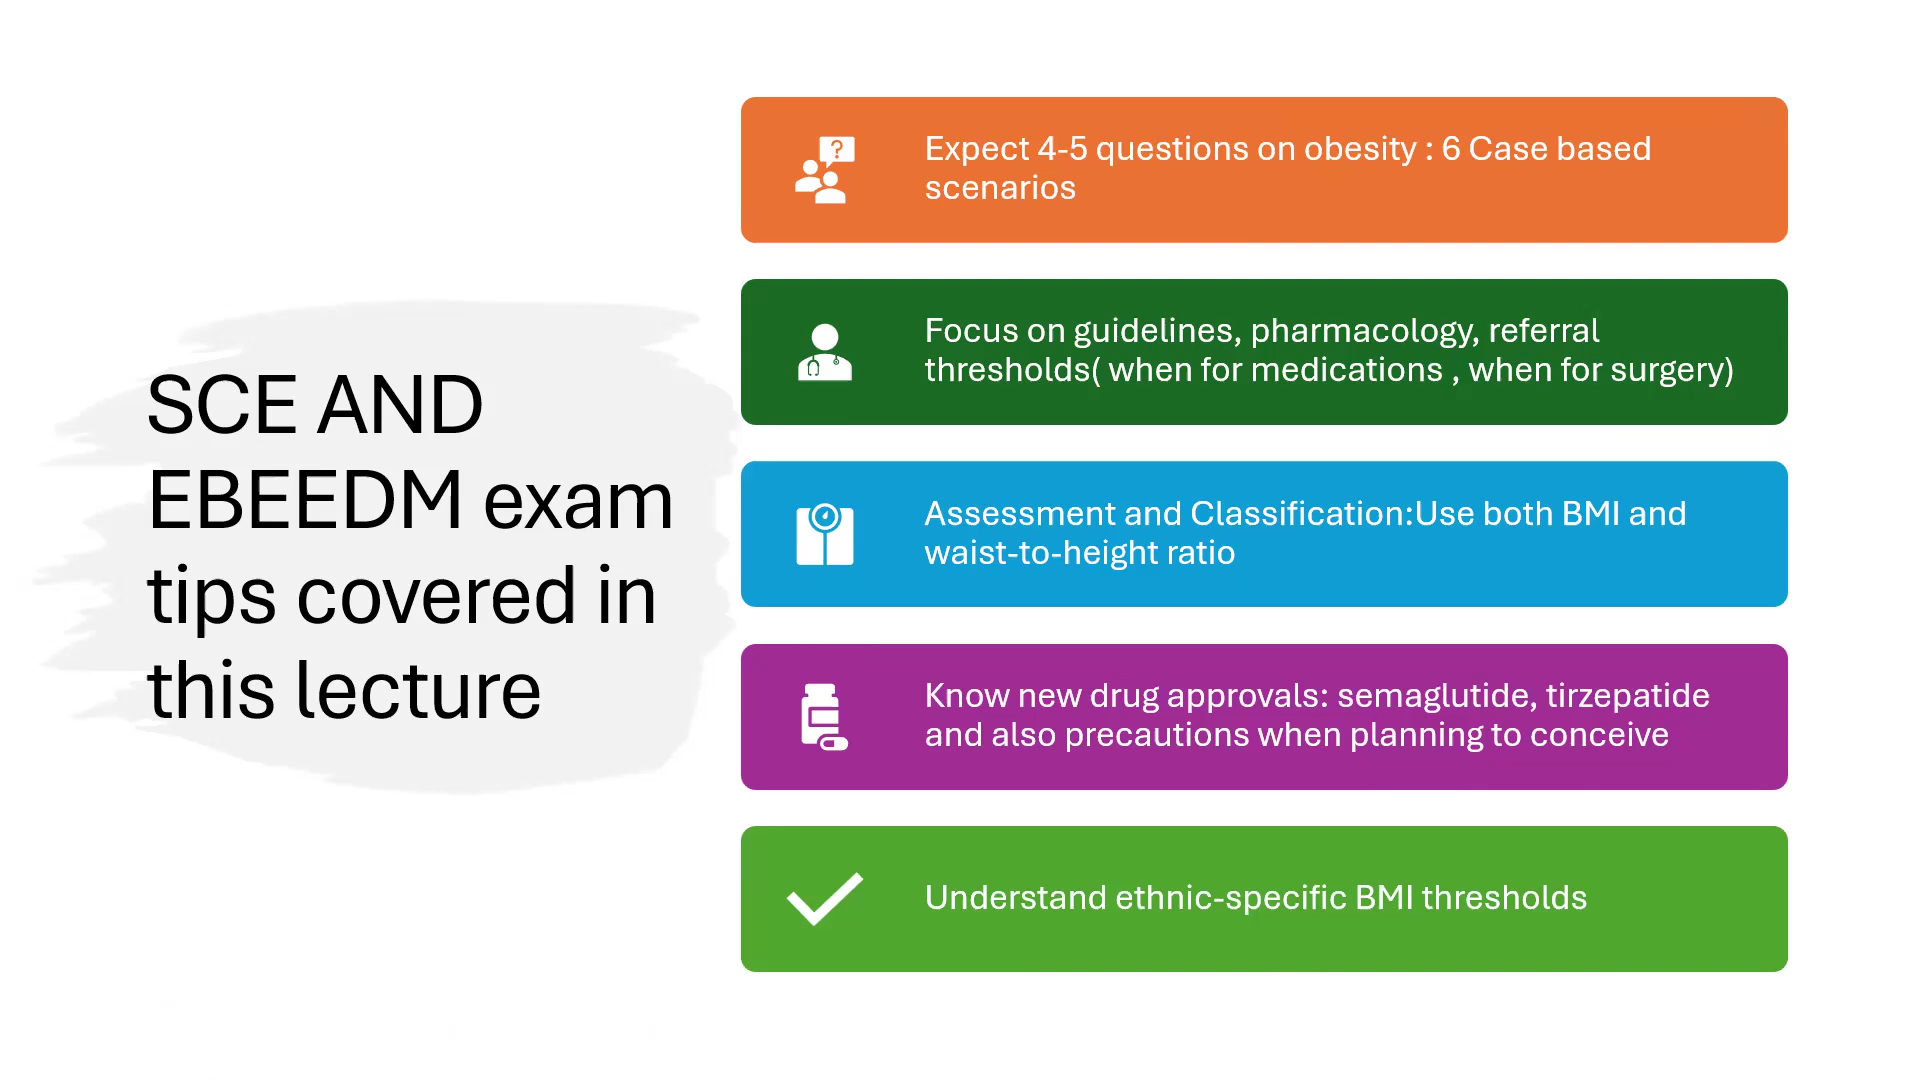 SCE AND
EBEEDM exam
tips covered in
this lecture
?
Expect 4-5 questions on obesity : 6 Case based
scenarios
Focus on guidelines, pharmacology, referral
thresholds( when for medications , when for surgery)
Assessment and Classification:Use both BMI and
waist-to-height ratio
Know new drug approvals: semaglutide, tirzepatide
and also precautions when planning to conceive
Understand ethnic-specific BMI thresholds